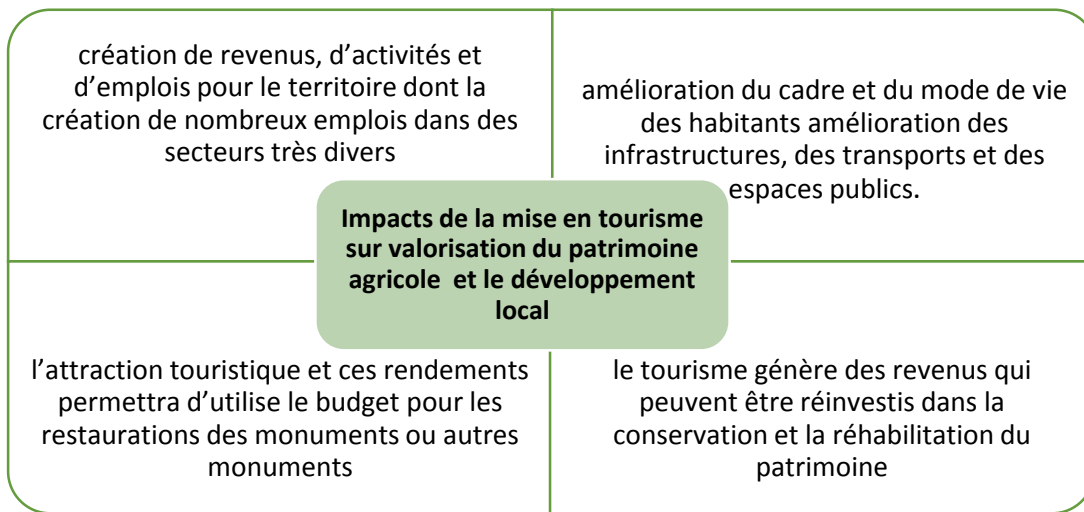 création de revenus, d’activités et
d’emplois pour le territoire dont la
création de nombreux emplois dans des
secteurs très divers
amélioration du cadre et du mode de vie
des habitants amélioration des
infrastructures, des transports et des
espaces publics.
Impacts de la mise en tourisme
sur valorisation du patrimoine
agricole et le développement
local
l’attraction touristique et ces rendements
permettra d’utilise le budget pour les
restaurations des monuments ou autres
monuments
le tourisme génère des revenus qui
peuvent être réinvestis dans la
conservation et la réhabilitation du
patrimoine